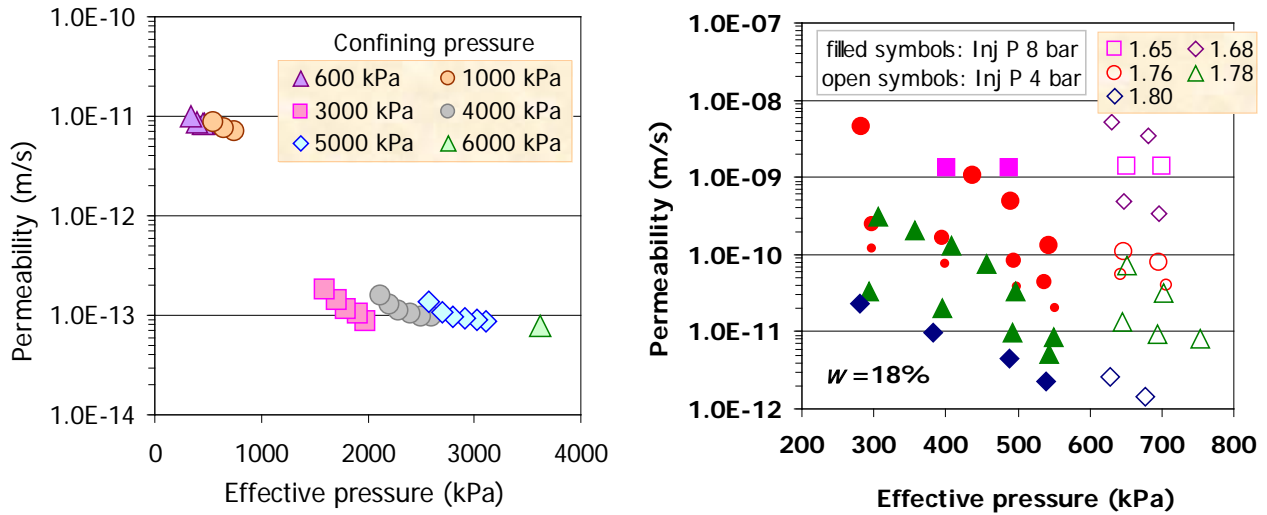 1.0E-10
1.0E-11
1.0E-12
1.0E-13
1.0E-14
Permeability (m/s)
Confining pressure
600 kPa 1000 kPa
3000 kPa 4000 kPa
5000 kPa 6000 kPa
0 1000 2000 3000 4000
Effective pressure (kPa)
1.0E-07
1.0E-08
1.0E-09
1.0E-10
1.0E-11
1.0E-12
Permeability (m/s)
filled symbols: Inj P 8 bar
open symbols: Inj P 4 bar
1.65 1.68
1.76 1.78
1.80
w=18%
200 300 400 500 600 700 800
Effective pressure (kPa)